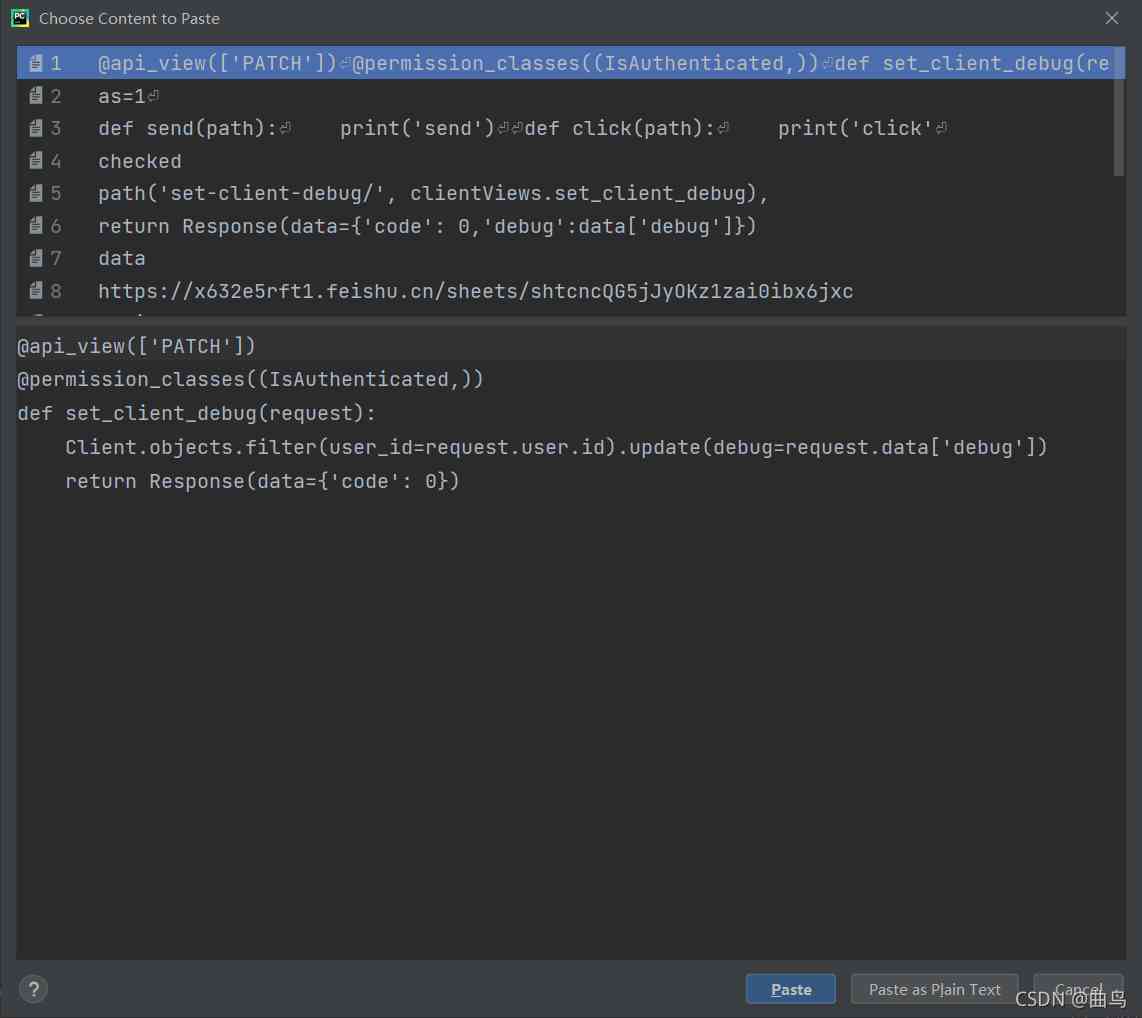 PC
Choose Content to Paste
1 @api_view(['PATCH'])⏎@permission_classes((IsAuthenticated,))⏎def set_client_debug(re
2 as=1⏎
3 def send(path):⏎    print('send')⏎⏎def click(path):⏎    print('click'⏎
4 checked
5 path('set-client-debug/', clientViews.set_client_debug),
6 return Response(data={'code': 0,'debug':data['debug']})
7 data
8 https://x632e5rft1.feishu.cn/sheets/shtcncQG5jJyOKz1zai0ibx6jxc
@api_view(['PATCH'])
@permission_classes((IsAuthenticated,))
def set_client_debug(request):
    Client.objects.filter(user_id=request.user.id).update(debug=request.data['debug'])
    return Response(data={'code': 0})
? Paste Paste as Plain Text Cancel
CSDN @曲鸟